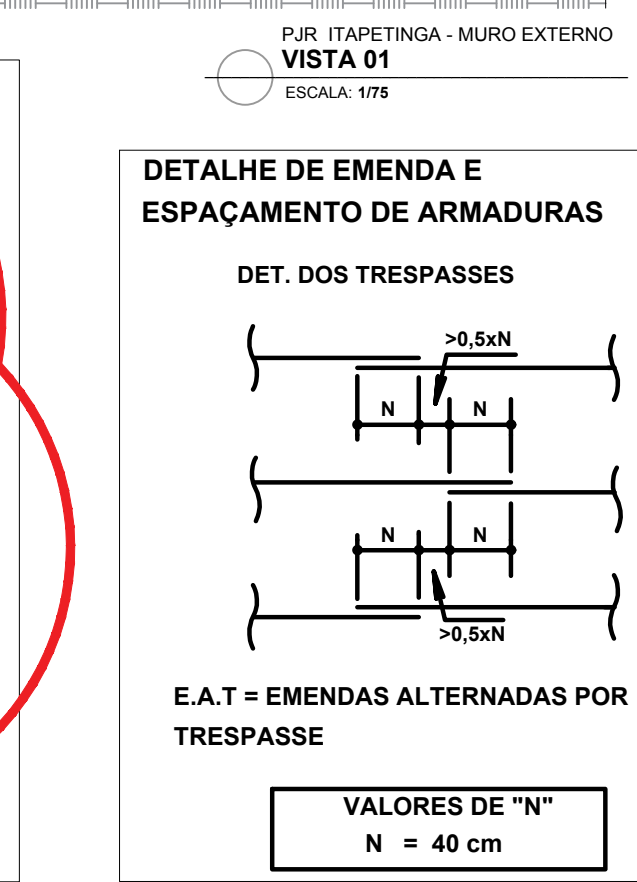 PJR ITAPETINGA - MURO EXTERNO
VISTA 01
ESCALA: 1/75
DETALHE DE EMENDA E
ESPAÇAMENTO DE ARMADURAS
DET. DOS TRESPASSES
>0,5xN
N N
N N
>0,5xN
E.A.T = EMENDAS ALTERNADAS POR
TRESPASSE
VALORES DE "N"
N = 40 cm